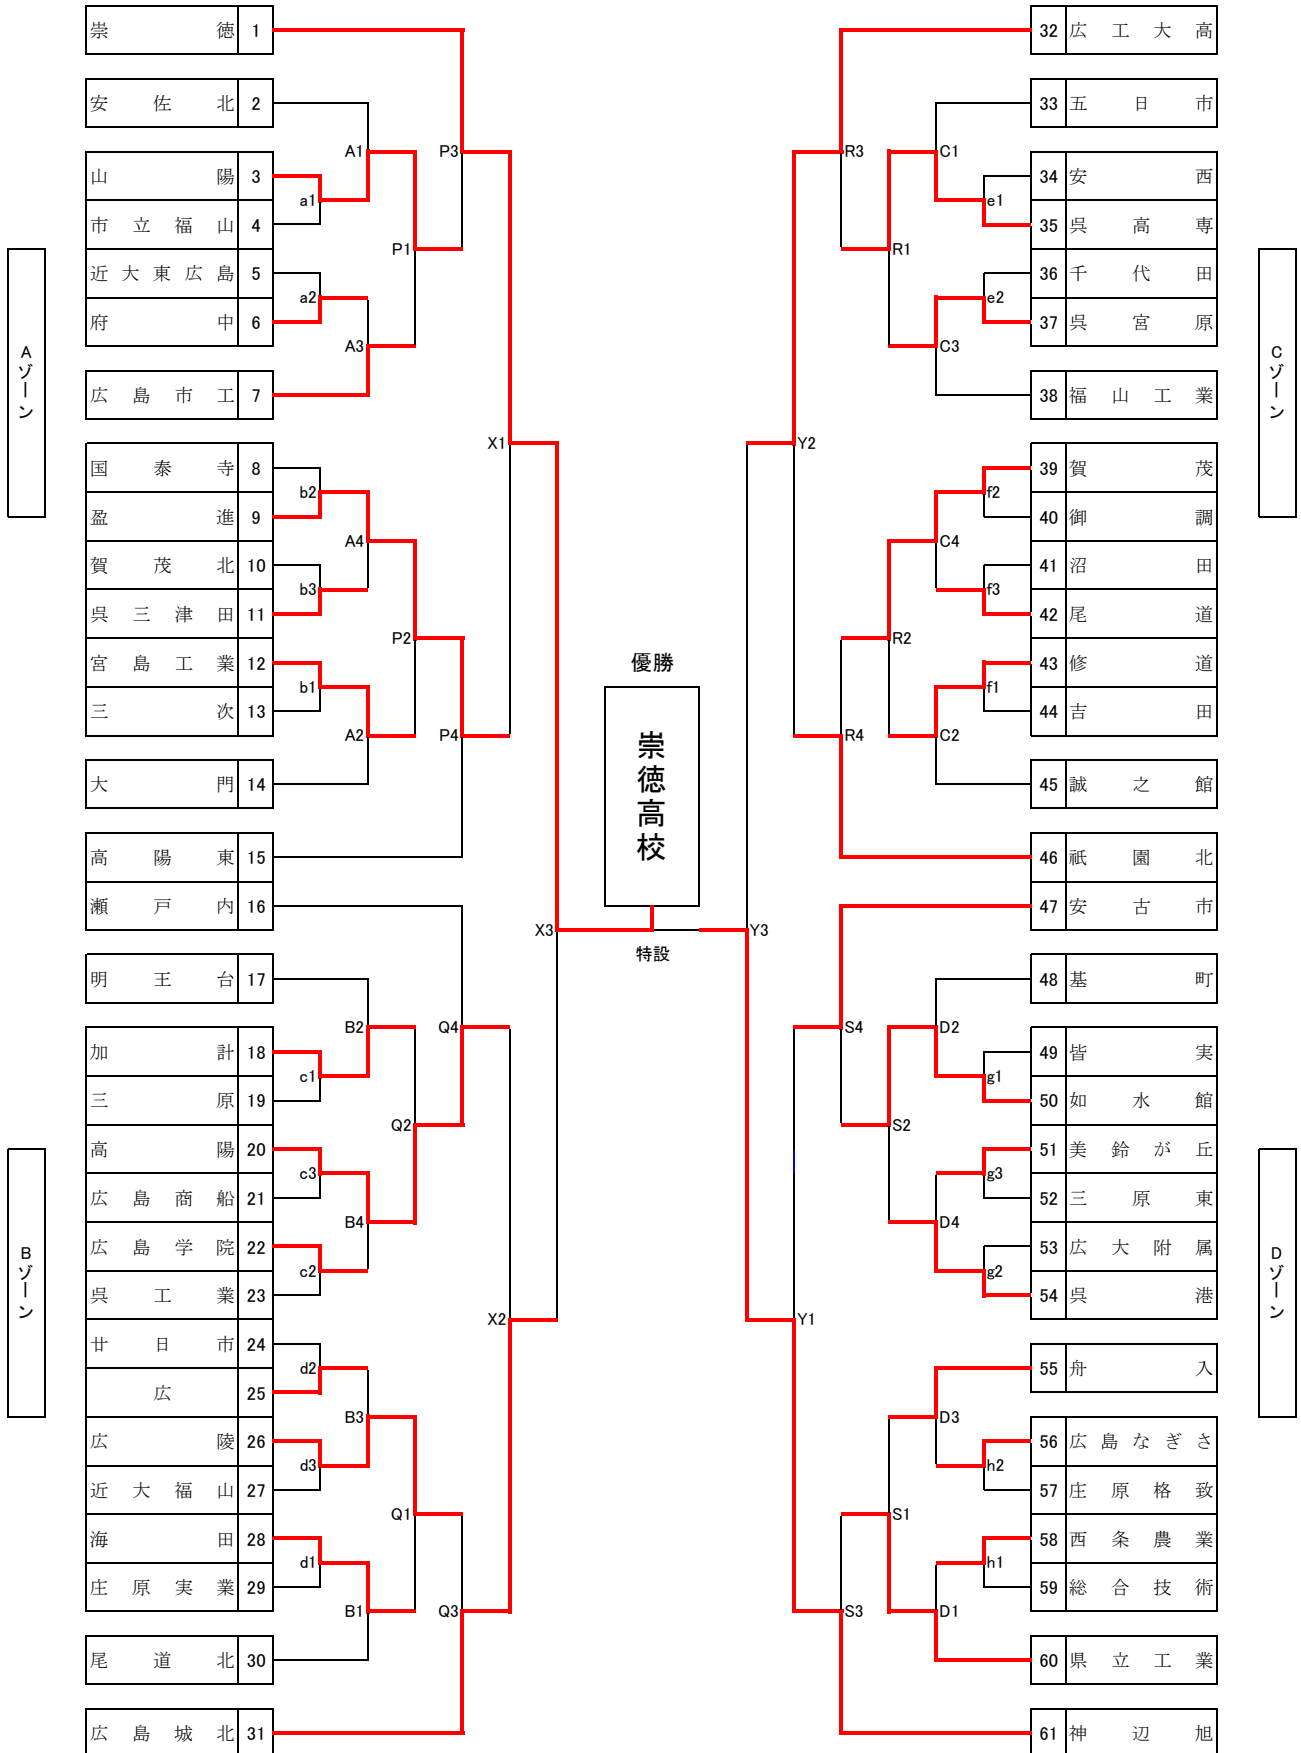 崇徳 1
安佐北 2
山陽 3
市立福山 4
近大東広島 5
府中 6
広島市工 7
国泰寺 8
盈進 9
賀茂北 10
呉三津田 11
宮島工業 12
三次 13
大門 14
高陽東 15
瀬戸内 16
明王台 17
加計 18
三原 19
高陽 20
広島商船 21
広島学院 22
呉工業 23
廿日市 24
広 25
広陵 26
近大福山 27
海田 28
庄原実業 29
尾道北 30
広島城北 31
Aゾーン
Bゾーン
a1
a2
b2
b3
b1
c1
c3
c2
d2
d3
d1
A1
A3
A4
A2
B2
B4
B3
B1
P1
P2
Q2
Q1
P3
P4
Q4
Q3
X1
X2
X3
優勝
崇徳高校
特設
Y3
Y2
Y1
R3
R4
S4
S3
R1
R2
S2
S1
C1
C3
C4
C2
D2
D4
D3
D1
e1
e2
f2
f3
f1
g1
g3
g2
h2
h1
32 広工大高
33 五日市
34 安西
35 呉高専
36 千代田
37 呉宮原
38 福山工業
39 賀茂
40 御調
41 沼田
42 尾道
43 修道
44 吉田
45 誠之館
46 祇園北
47 安古市
48 基町
49 皆実
50 如水館
51 美鈴が丘
52 三原東
53 広大附属
54 呉港
55 舟入
56 広島なぎさ
57 庄原格致
58 西条農業
59 総合技術
60 県立工業
61 神辺旭
Cゾーン
Dゾーン